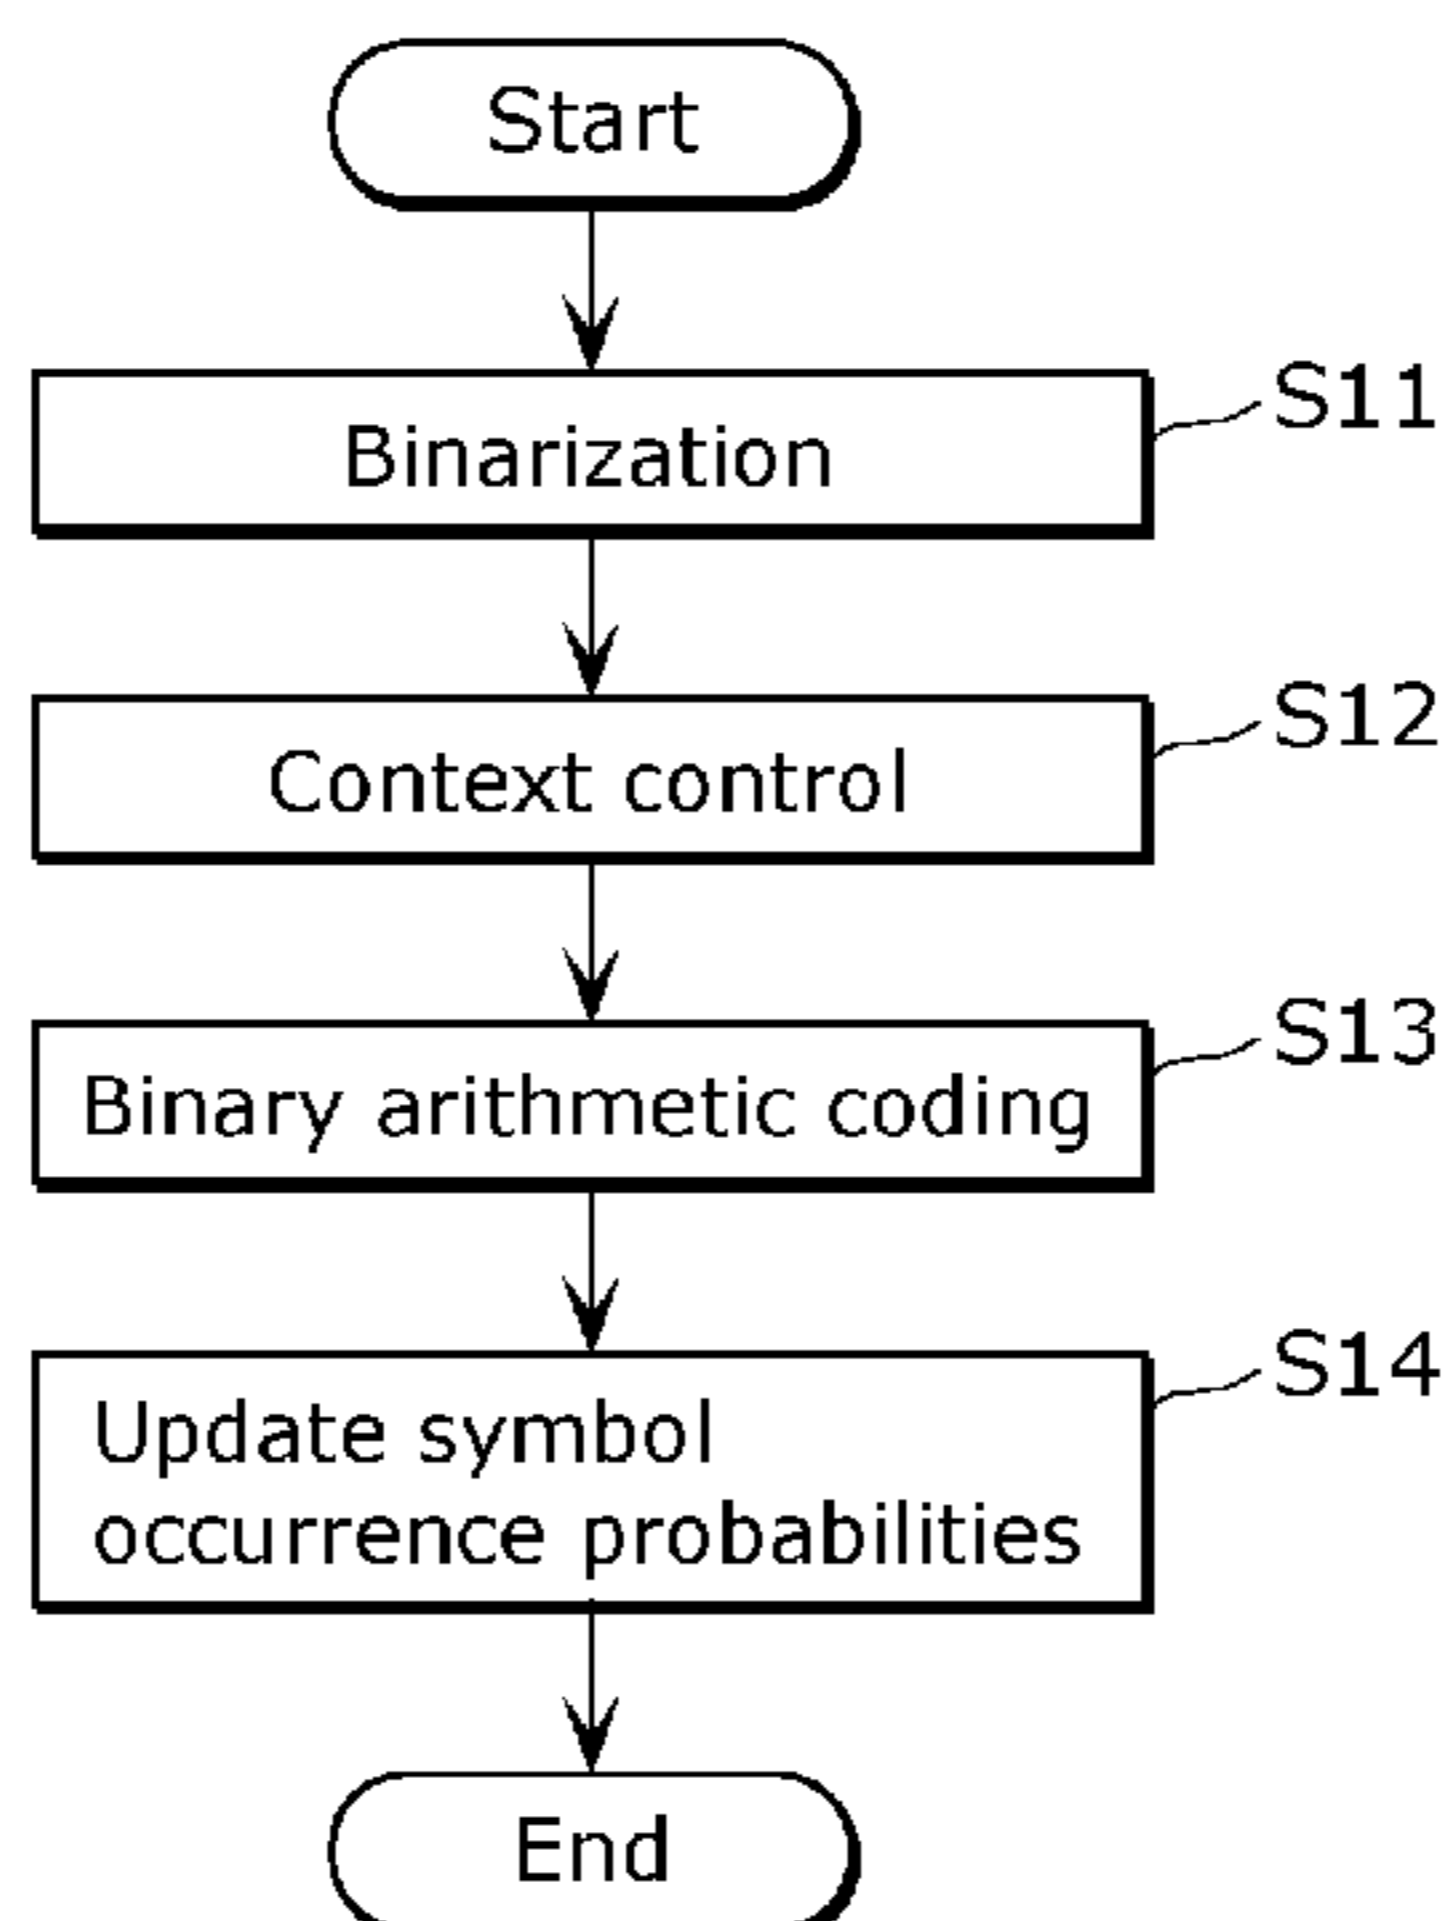 Start
Binarization
S11
Context control
S12
Binary arithmetic coding
S13
Update symbol
occurrence probabilities
S14
End